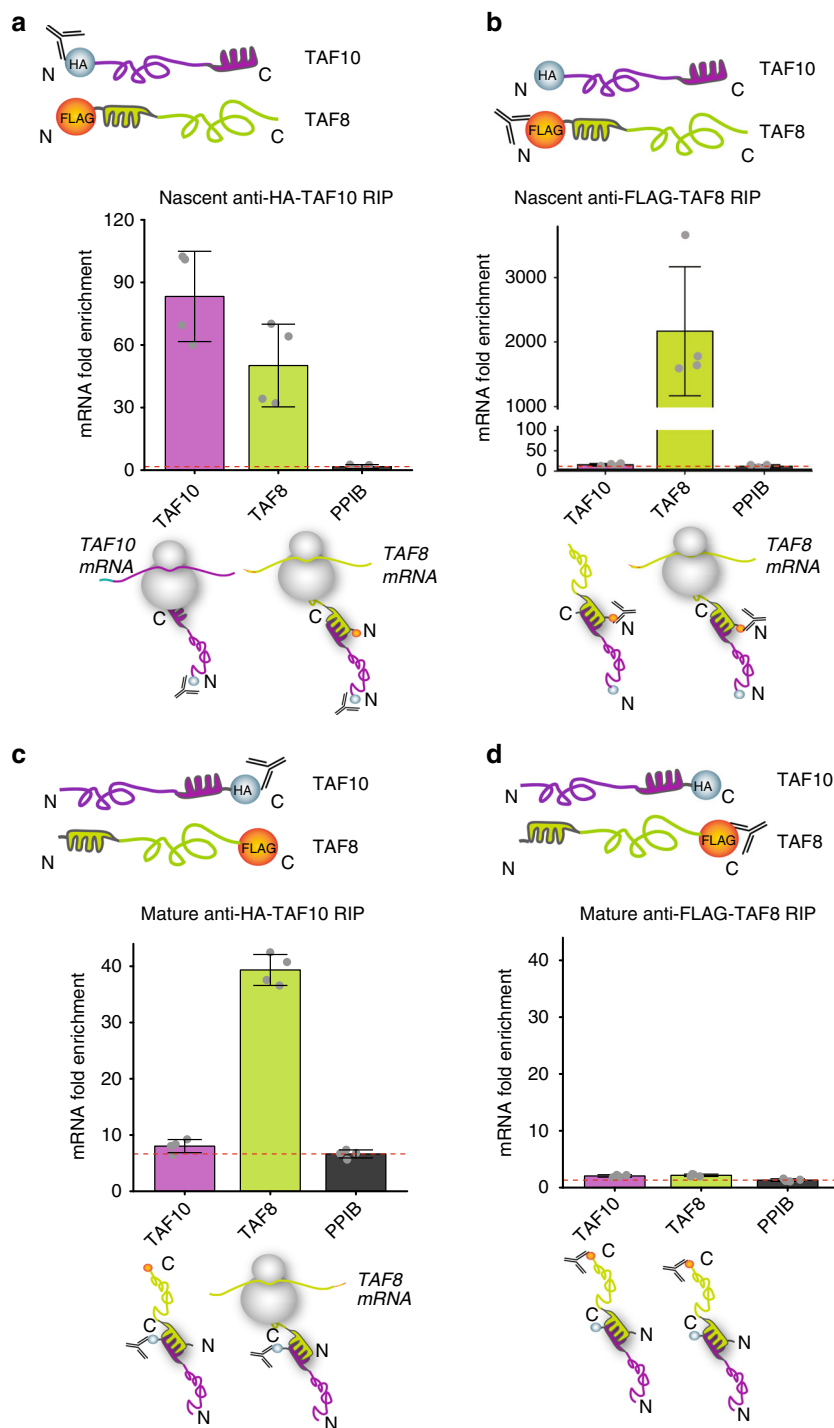 a
HA
N
C
TAF10
FLAG
N
C
TAF8
Nascent anti-HA-TAF10 RIP
mRNA fold enrichment
120
90
60
30
0
TAF10
TAF8
PPIB
TAF10
mRNA
TAF8
mRNA
C
N
C
N
N
b
HA
N
C
TAF10
FLAG
N
C
TAF8
Nascent anti-FLAG-TAF8 RIP
mRNA fold enrichment
3000
2000
1000
100
50
0
TAF10
TAF8
PPIB
TAF8
mRNA
C
N
N
C
N
N
c
N
HA
C
TAF10
N
FLAG
C
TAF8
Mature anti-HA-TAF10 RIP
mRNA fold enrichment
40
30
20
10
0
TAF10
TAF8
PPIB
TAF8
mRNA
C
C
N
N
C
N
N
d
N
HA
C
TAF10
N
FLAG
C
TAF8
Mature anti-FLAG-TAF8 RIP
mRNA fold enrichment
40
30
20
10
0
TAF10
TAF8
PPIB
C
C
N
N
C
C
N
N